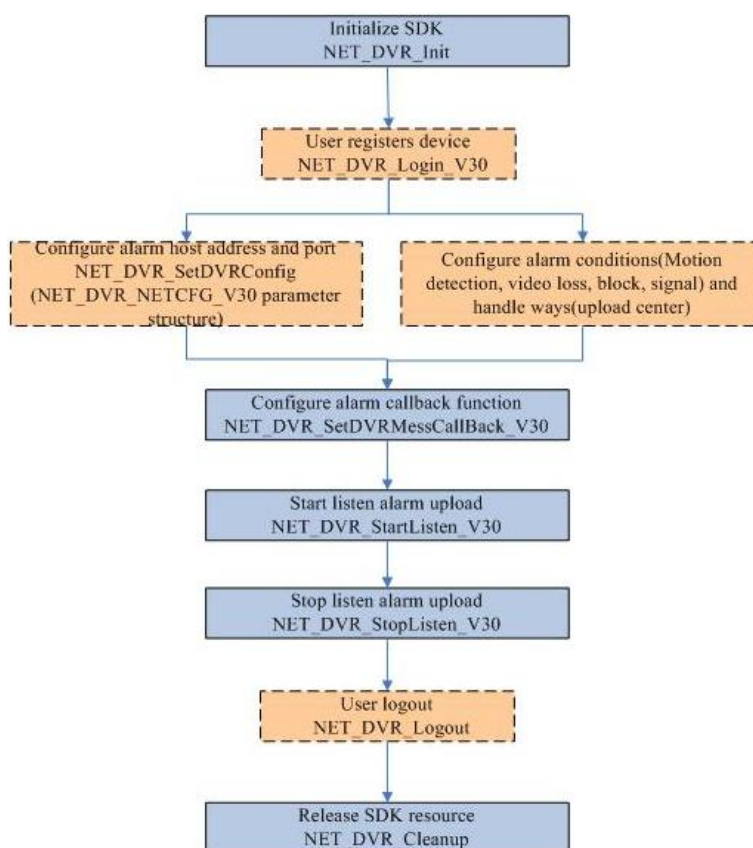 Initialize SDK
NET_DVR_Init
User registers device
NET_DVR_Login_V30
Configure alarm host address and port
NET_DVR_SetDVRConfig
(NET_DVR_NETCFG_V30 parameter
structure)
Configure alarm conditions(Motion
detection, video loss, block, signal) and
handle ways(upload center)
Configure alarm callback function
NET_DVR_SetDVRMessCallBack_V30
Start listen alarm upload
NET_DVR_StartListen_V30
Stop listen alarm upload
NET_DVR_StopListen_V30
User logout
NET_DVR_Logout
Release SDK resource
NET_DVR_Cleanup